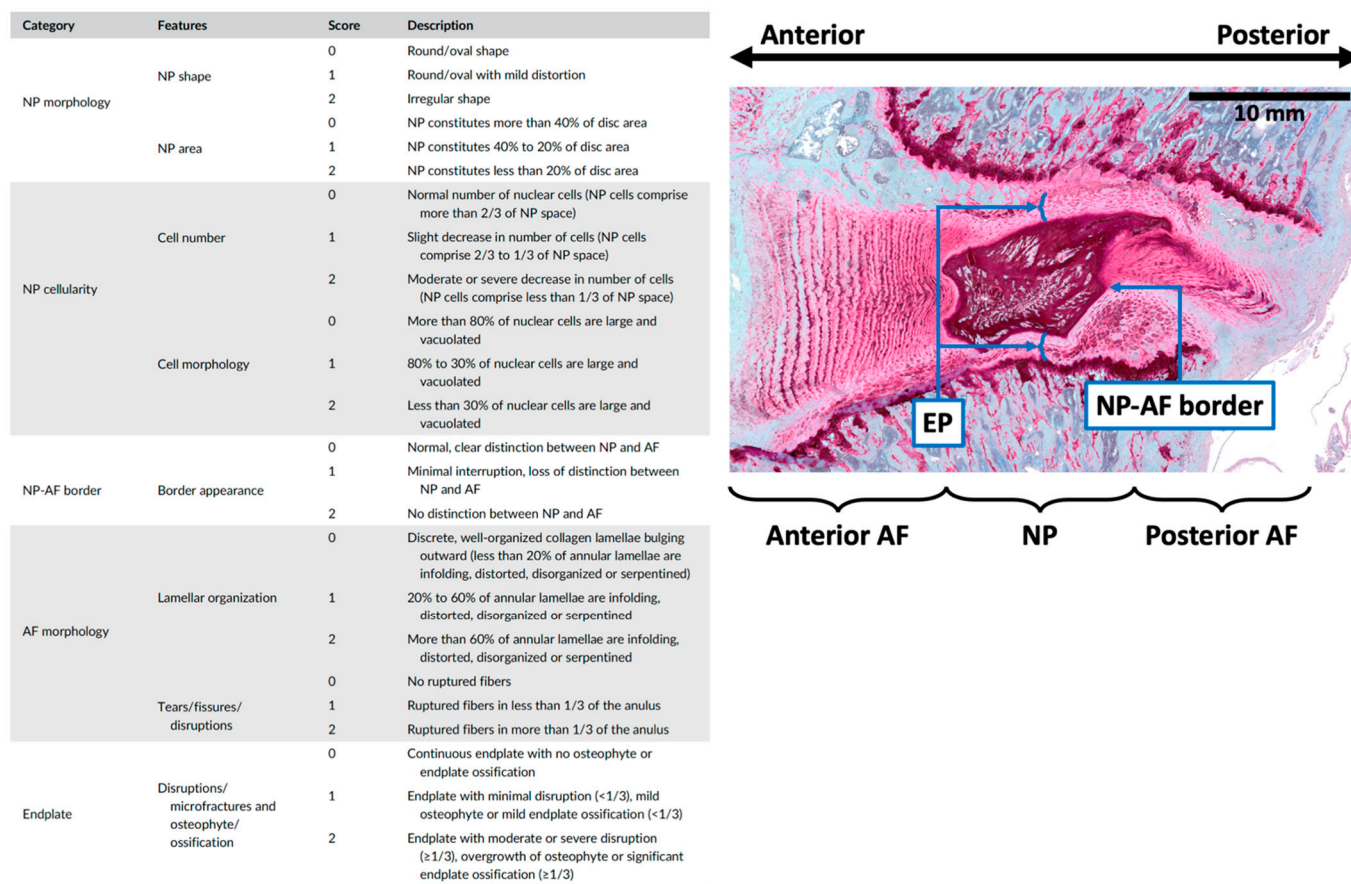 Category Features Score Description
NP morphology
NP shape
0 Round/oval shape
1 Round/oval with mild distortion
2 Irregular shape
NP area
0 NP constitutes more than 40% of disc area
1 NP constitutes 40% to 20% of disc area
2 NP constitutes less than 20% of disc area
NP cellularity
Cell number
0 Normal number of nuclear cells (NP cells comprise
more than 2/3 of NP space)
1 Slight decrease in number of cells (NP cells
comprise 2/3 to 1/3 of NP space)
2 Moderate or severe decrease in number of cells
(NP cells comprise less than 1/3 of NP space)
Cell morphology
0 More than 80% of nuclear cells are large and
vacuolated
1 80% to 30% of nuclear cells are large and
vacuolated
2 Less than 30% of nuclear cells are large and
vacuolated
NP-AF border
Border appearance
0 Normal, clear distinction between NP and AF
1 Minimal interruption, loss of distinction between
NP and AF
2 No distinction between NP and AF
AF morphology
Lamellar organization
0 Discrete, well-organized collagen lamellae bulging
outward (less than 20% of annular lamellae are
infolding, distorted, disorganized or serpentined)
1 20% to 60% of annular lamellae are infolding,
distorted, disorganized or serpentined
2 More than 60% of annular lamellae are infolding,
distorted, disorganized or serpentined
Tears/fissures/
disruptions
0 No ruptured fibers
1 Ruptured fibers in less than 1/3 of the anulus
2 Ruptured fibers in more than 1/3 of the anulus
Endplate
Disruptions/
microfractures and
osteophyte/
ossification
0 Continuous endplate with no osteophyte or
endplate ossification
1 Endplate with minimal disruption (<1/3), mild
osteophyte or mild endplate ossification (<1/3)
2 Endplate with moderate or severe disruption
(≥1/3), overgrowth of osteophyte or significant
endplate ossification (≥1/3)
Anterior Posterior
10 mm
EP
NP-AF border
Anterior AF NP Posterior AF